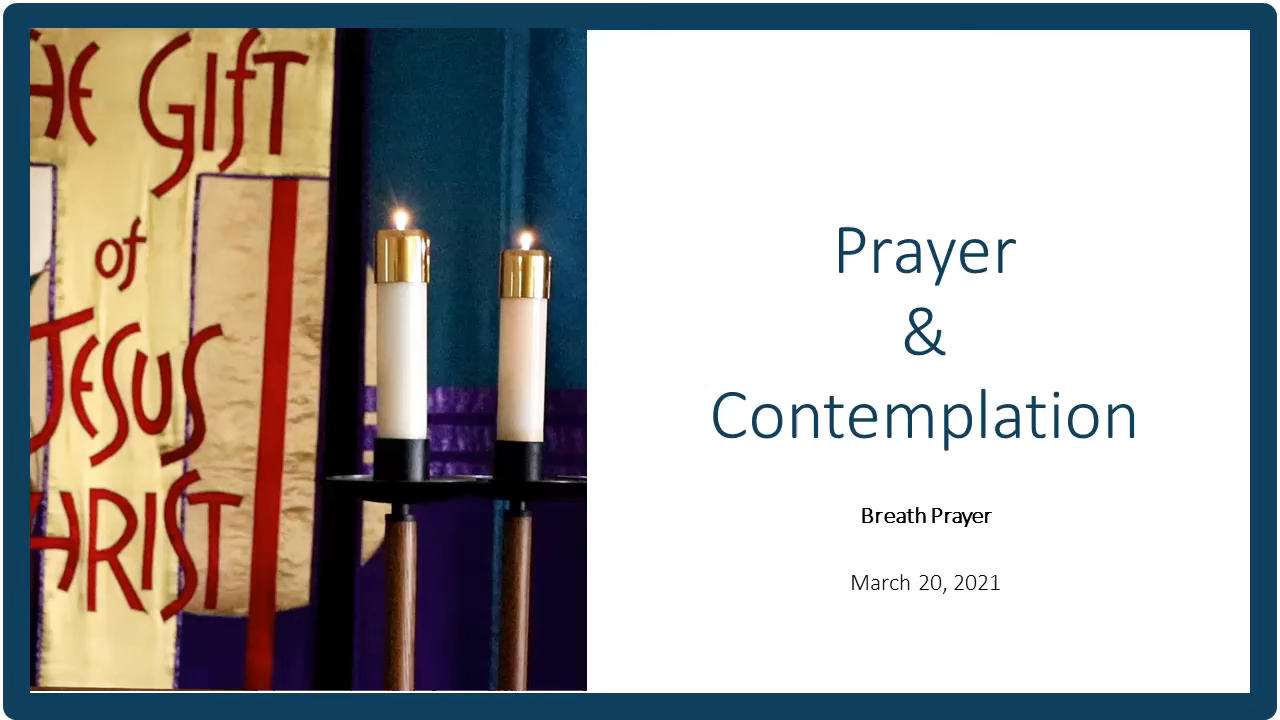 HE GIfT
of
JESUS
HRIST
Prayer
&
Contemplation
Breath Prayer
March 20, 2021